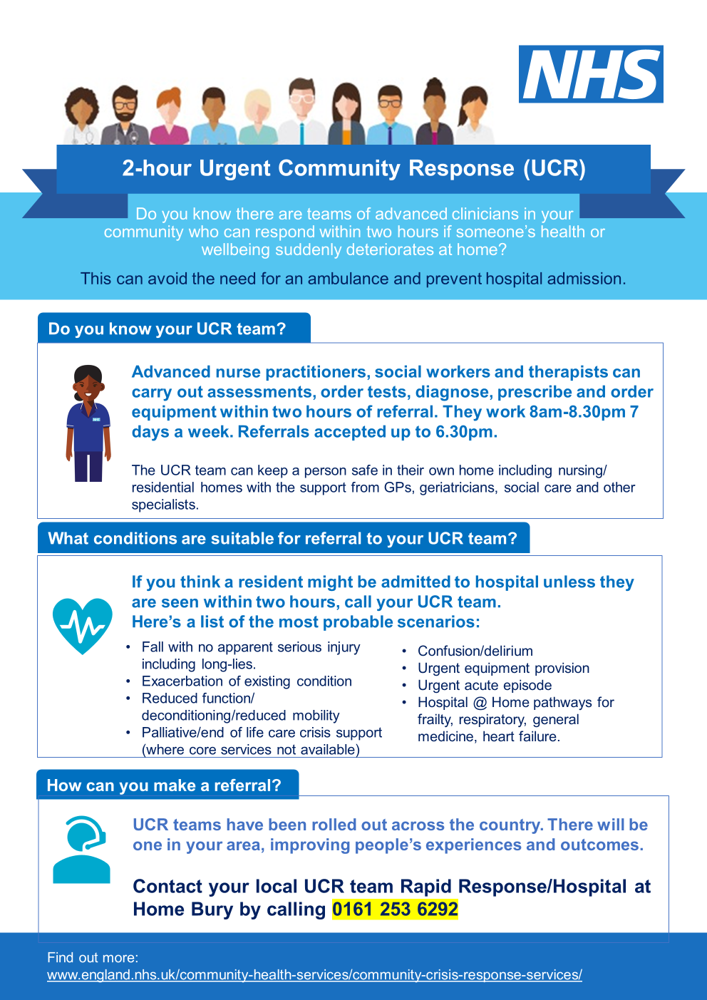 NHS
2-hour Urgent Community Response (UCR)
Do you know there are teams of advanced clinicians in your
community who can respond within two hours if someone's health or
wellbeing suddenly deteriorates at home?
This can avoid the need for an ambulance and prevent hospital admission.
Do you know your UCR team?
Advanced nurse practitioners, social workers and therapists can
carry out assessments, order tests, diagnose, prescribe and order
equipment within two hours of referral. They work 8am-8.30pm 7
days a week. Referrals accepted up to 6.30pm.
NHS
The UCR team can keep a person safe in their own home including nursing/
residential homes with the support from GPs, geriatricians, social care and other
specialists.
What conditions are suitable for referral to your UCR team?
If you think a resident might be admitted to hospital unless they
are seen within two hours, call your UCR team.
Here's a list of the most probable scenarios:
• Fall with no apparent serious injury
including long-lies.
• Exacerbation of existing condition
• Reduced function/
deconditioning/reduced mobility
• Palliative/end of life care crisis support
(where core services not available)
• Confusion/delirium
• Urgent equipment provision
• Urgent acute episode
• Hospital @ Home pathways for
frailty, respiratory, general
medicine, heart failure.
How can you make a referral?
UCR teams have been rolled out across the country. There will be
one in your area, improving people's experiences and outcomes.
Contact your local UCR team Rapid Response/Hospital at
Home Bury by calling 0161 253 6292
Find out more:
www.england.nhs.uk/community-health-services/community-crisis-response-services/